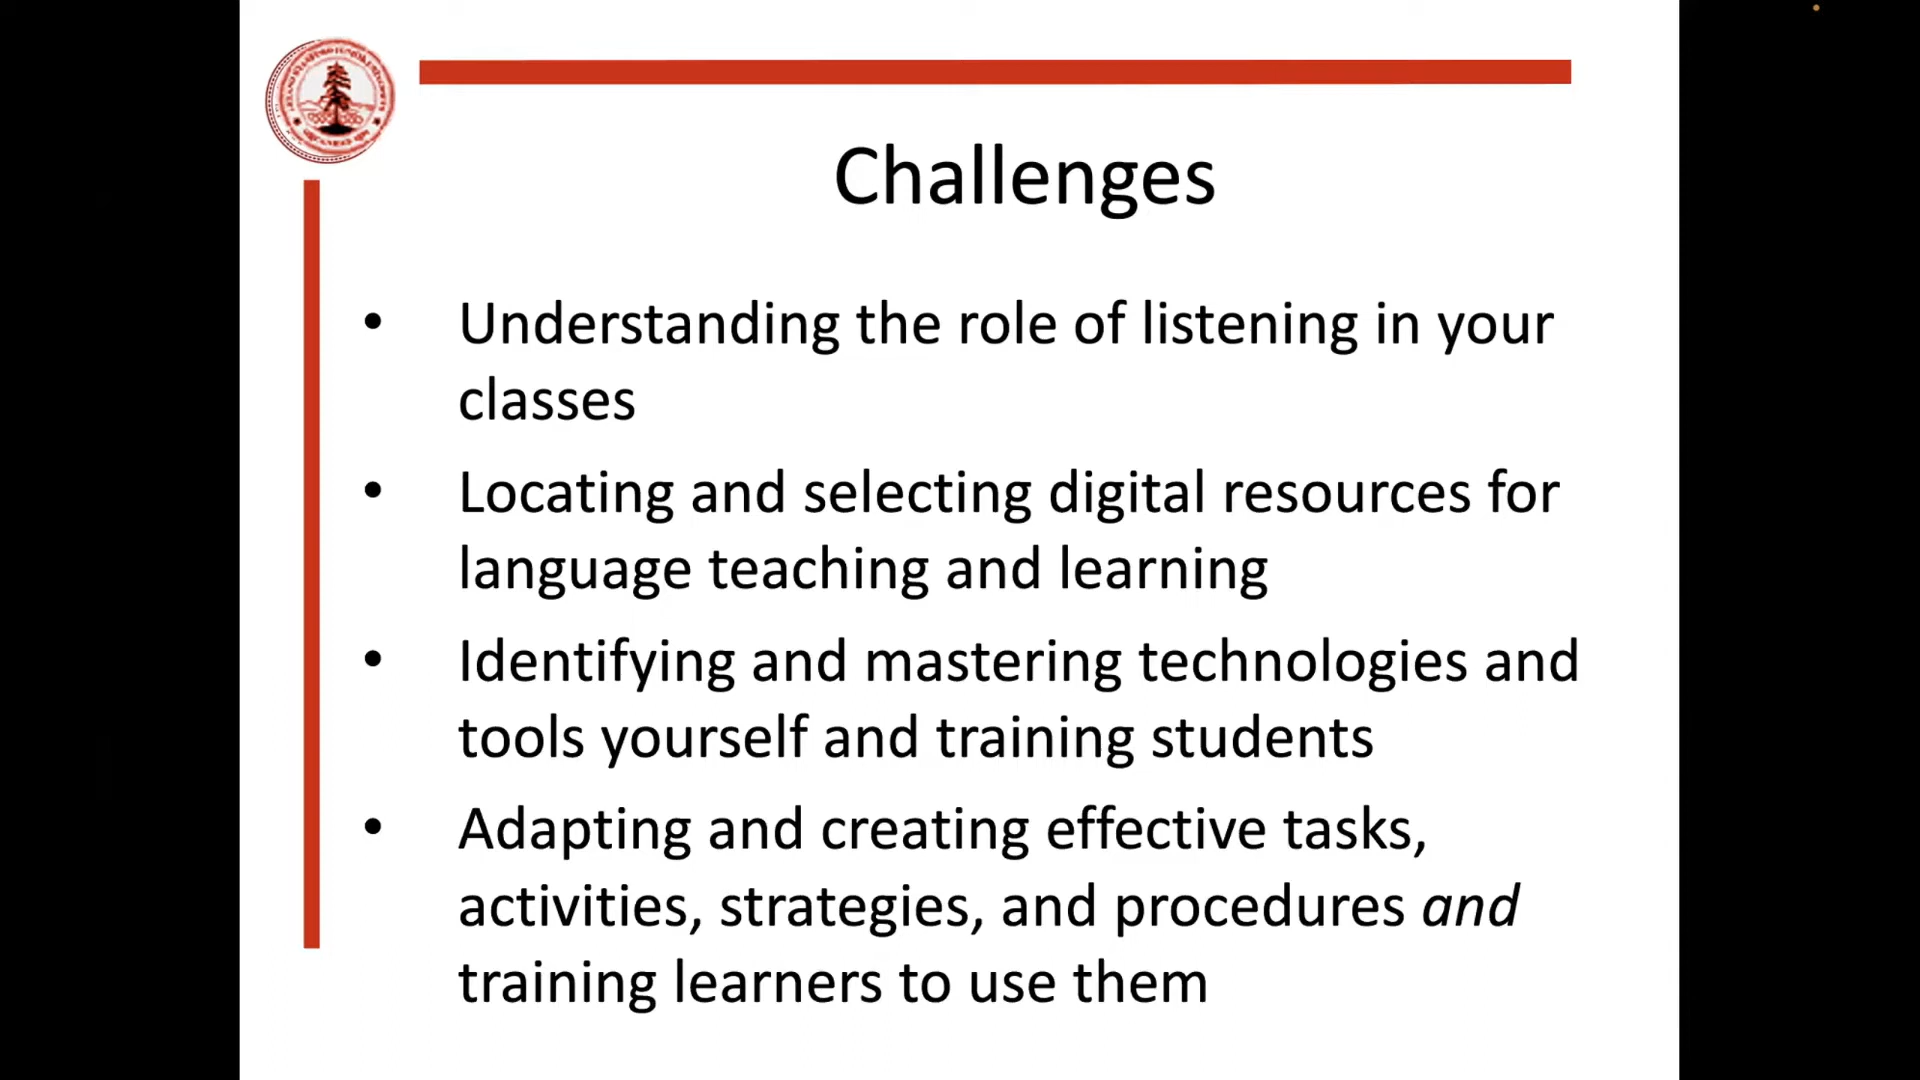 Challenges
• Understanding the role of listening in your
classes
• Locating and selecting digital resources for
language teaching and learning
• Identifying and mastering technologies and
tools yourself and training students
• Adapting and creating effective tasks,
activities, strategies, and procedures and
training learners to use them